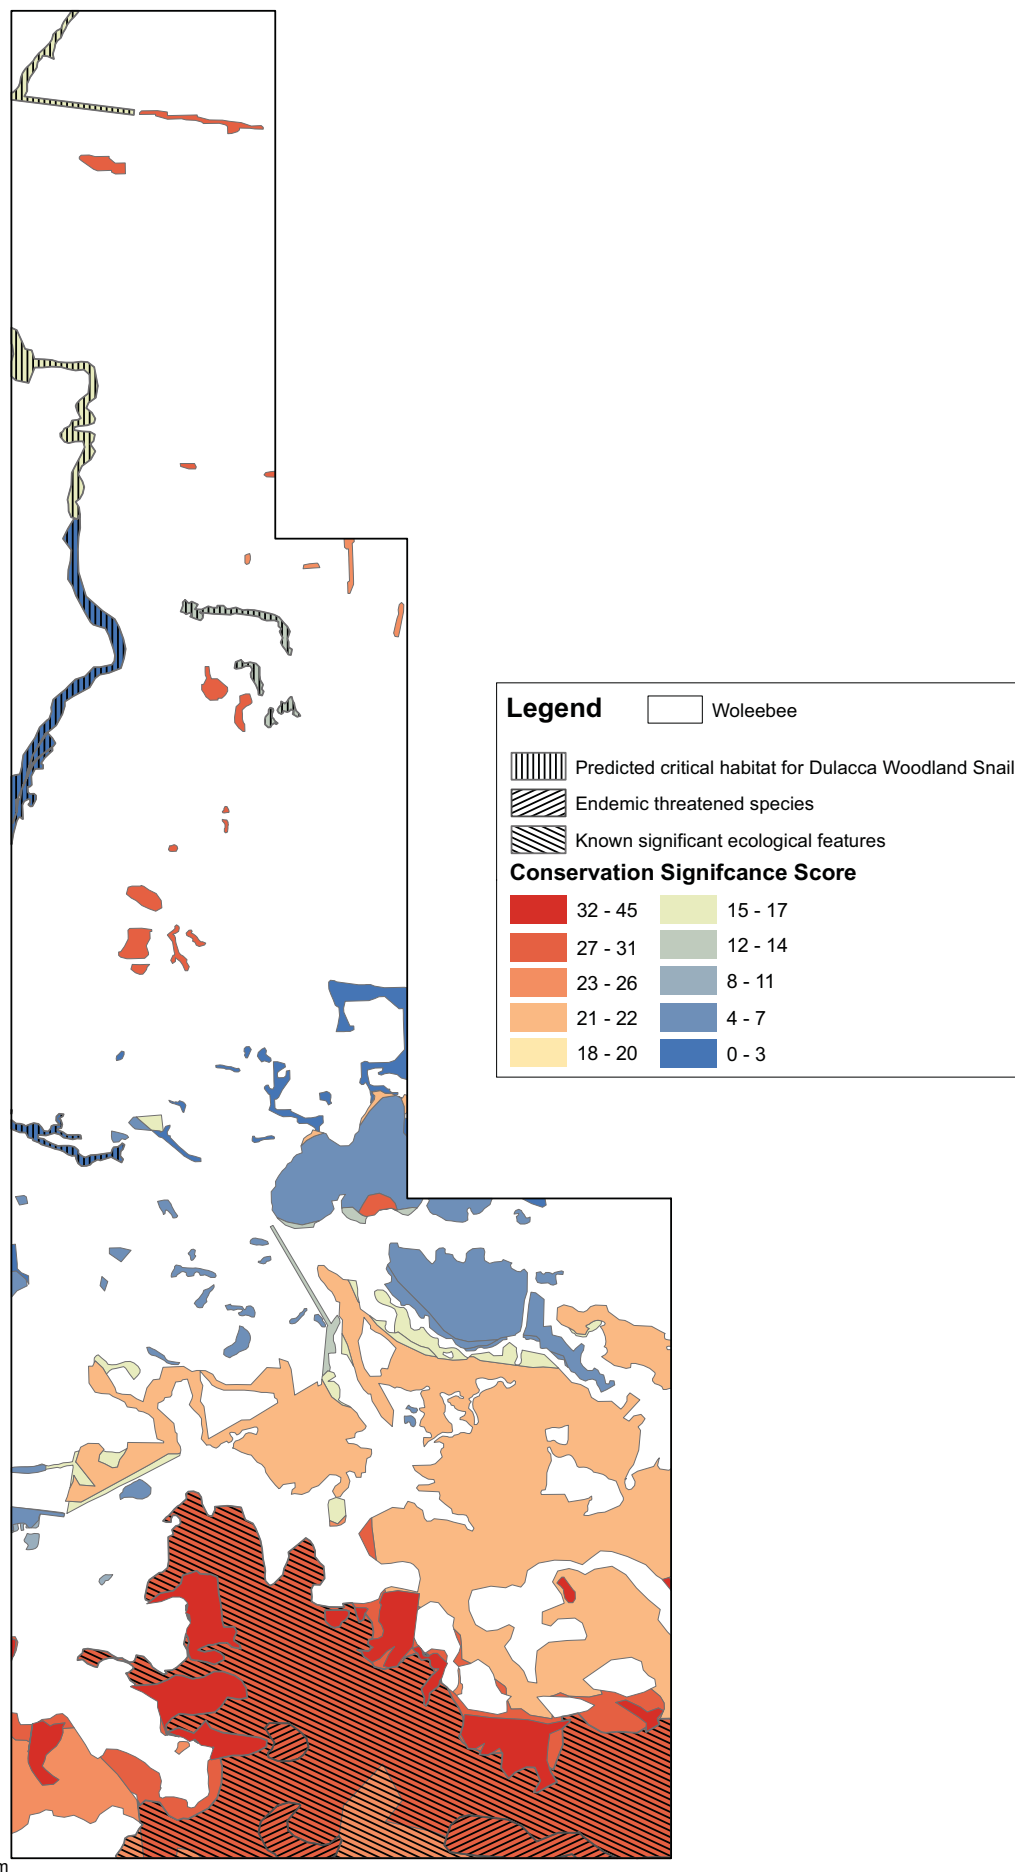 Legend
Woleebee
Predicted critical habitat for Dulacca Woodland Snail
Endemic threatened species
Known significant ecological features
Conservation Signifcance Score
32 - 45
15 - 17
27 - 31
12 - 14
23 - 26
8 - 11
21 - 22
4 - 7
18 - 20
0 - 3
m